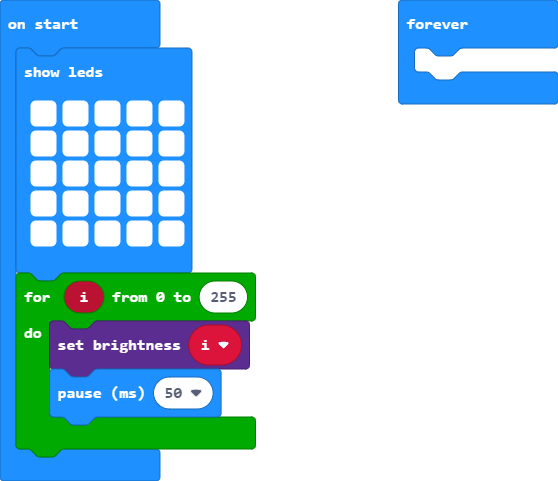 on start
show leds
for i from 0 to 255
do
set brightness i
pause (ms) 50
forever